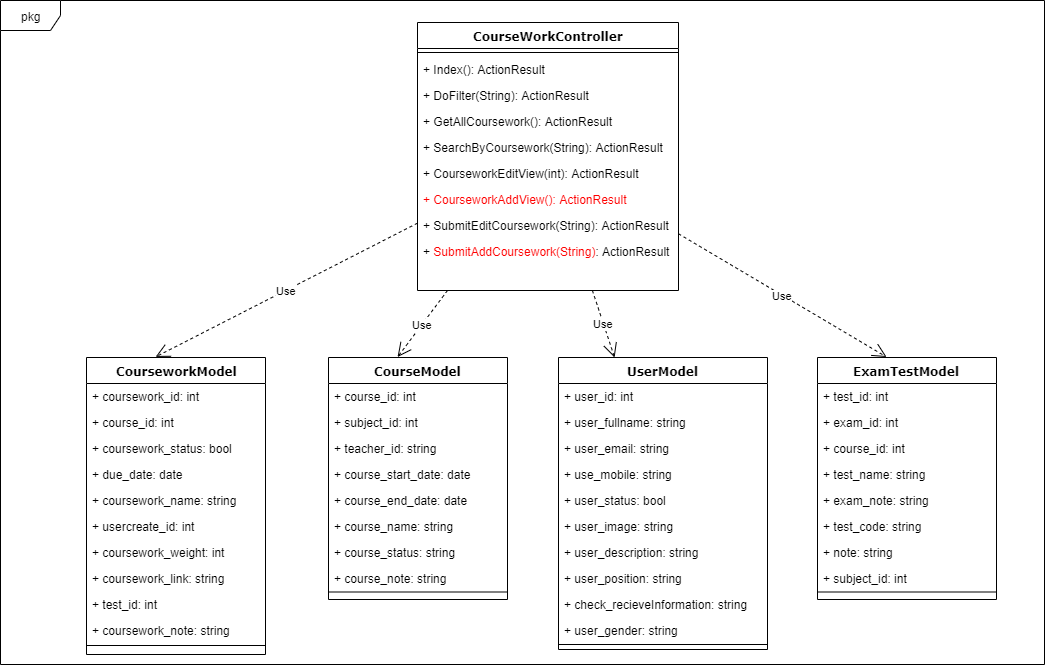 pkg
CourseWorkController
+ Index(): ActionResult
+ DoFilter(String): ActionResult
+ GetAllCoursework(): ActionResult
+ SearchByCoursework(String): ActionResult
+ CourseworkEditView(int): ActionResult
+ CourseworkAddView(): ActionResult
+ SubmitEditCoursework(String): ActionResult
+ SubmitAddCoursework(String): ActionResult
Use
Use
Use
Use
CourseworkModel
+ coursework_id: int
+ course_id: int
+ coursework_status: bool
+ due_date: date
+ coursework_name: string
+ usercreate_id: int
+ coursework_weight: int
+ coursework_link: string
+ test_id: int
+ coursework_note: string
CourseModel
+ course_id: int
+ subject_id: int
+ teacher_id: string
+ course_start_date: date
+ course_end_date: date
+ course_name: string
+ course_status: string
+ course_note: string
UserModel
+ user_id: int
+ user_fullname: string
+ user_email: string
+ use_mobile: string
+ user_status: bool
+ user_image: string
+ user_description: string
+ user_position: string
+ check_recieveInformation: string
+ user_gender: string
ExamTestModel
+ test_id: int
+ exam_id: int
+ course_id: int
+ test_name: string
+ exam_note: string
+ test_code: string
+ note: string
+ subject_id: int